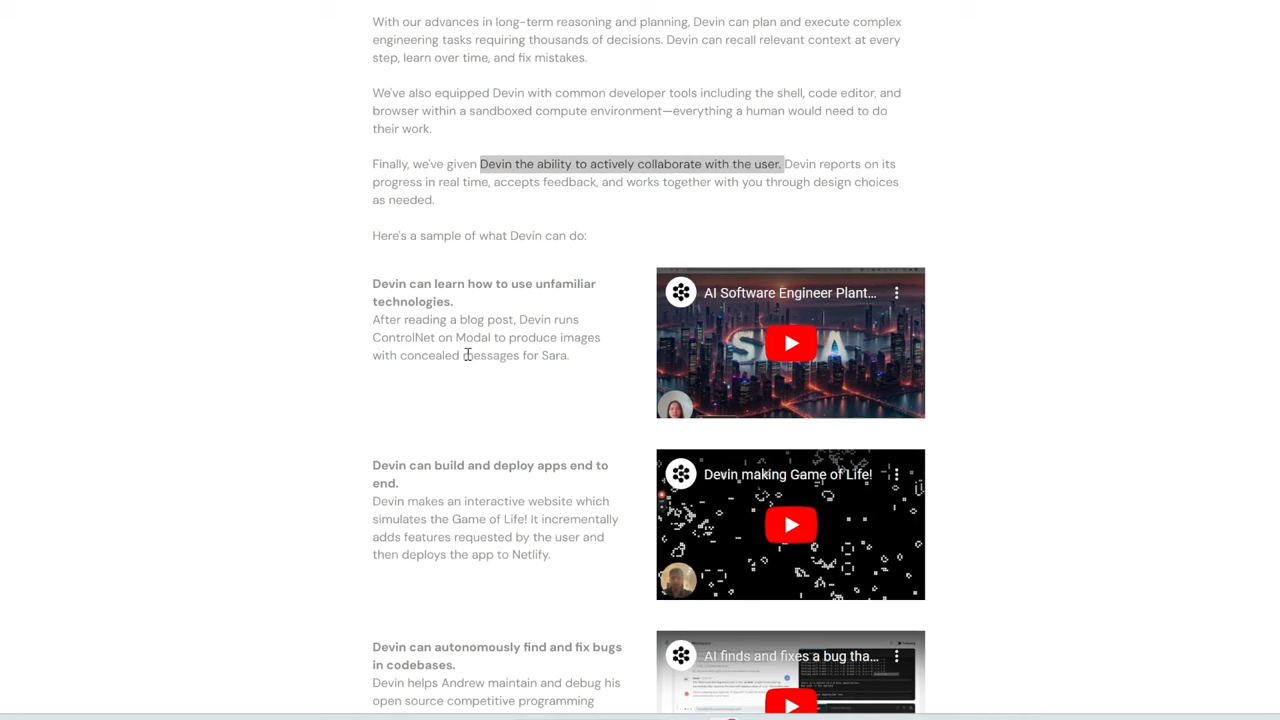 With our advances in long-term reasoning and planning, Devin can plan and execute complex
engineering tasks requiring thousands of decisions. Devin can recall relevant context at every
step, learn over time, and fix mistakes.
We've also equipped Devin with common developer tools including the shell, code editor, and
browser within a sandboxed compute environment—everything a human would need to do
their work.
Finally, we've given Devin the ability to actively collaborate with the user. Devin reports on its
progress in real time, accepts feedback, and works together with you through design choices
as needed.
Here's a sample of what Devin can do:
Devin can learn how to use unfamiliar
technologies.
After reading a blog post, Devin runs
ControlNet on Modal to produce images
with concealed messages for Sara.
AI Software Engineer Plant...
Devin can build and deploy apps end to
end.
Devin makes an interactive website which
simulates the Game of Life! It incrementally
adds features requested by the user and
then deploys the app to Netlify.
Devin making Game of Life!
Devin can autonomously find and fix bugs
in codebases.
Devin helps Andrew maintain and debug
his open source competitive programming
AI finds and fixes a bug tha...